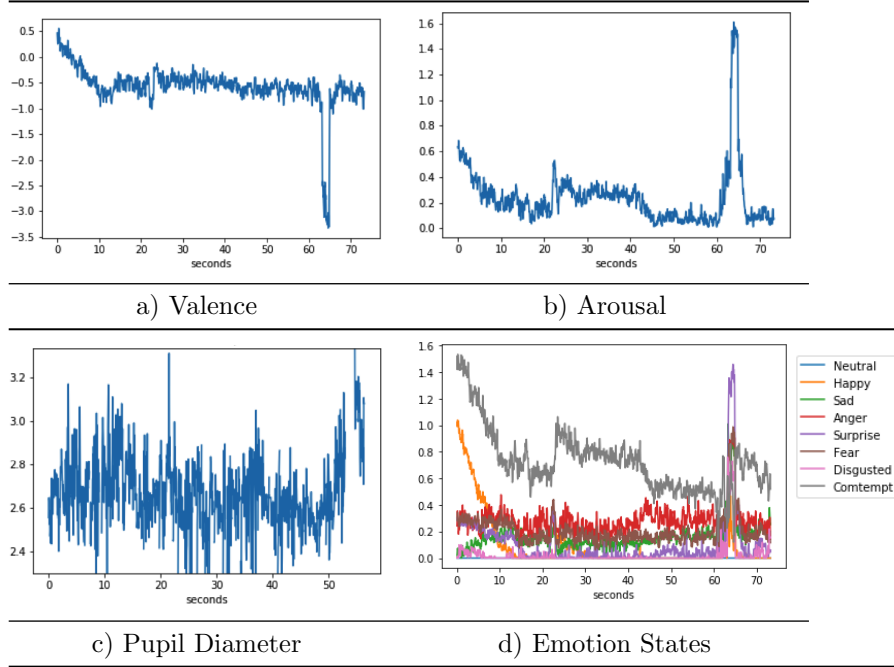 0.5
0.0
−0.5
−1.0
−1.5
−2.0
−2.5
−3.0
−3.5
0 10 20 30 40 50 60 70
seconds
1.6
1.4
1.2
1.0
0.8
0.6
0.4
0.2
0.0
0 10 20 30 40 50 60 70
seconds
a) Valence
b) Arousal
3.2
3.0
2.8
2.6
2.4
0 10 20 30 40 50
seconds
1.6
1.4
1.2
1.0
0.8
0.6
0.4
0.2
0.0
0 10 20 30 40 50 60 70
seconds
Neutral
Happy
Sad
Anger
Surprise
Fear
Disgusted
Comtempt
c) Pupil Diameter
d) Emotion States